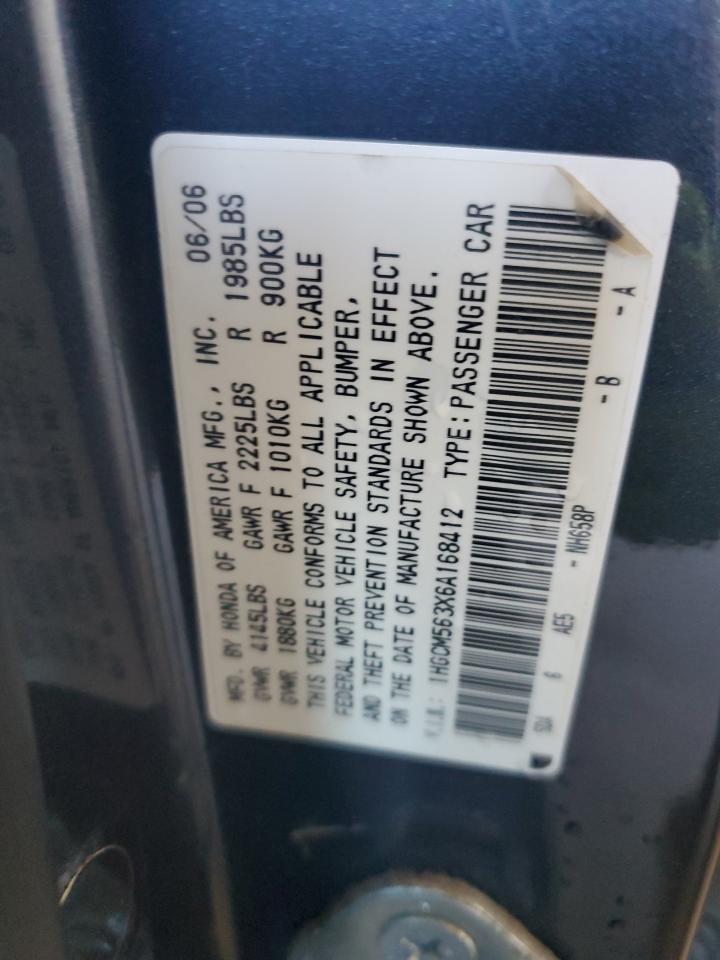 MFD. BY HONDA OF AMERICA MFG., INC. 06/06
GVWR 4145LBS GAWR F 2225LBS R 1985LBS
GVWR 1880KG GAWR F 1010KG R 900KG
THIS VEHICLE CONFORMS TO ALL APPLICABLE
FEDERAL MOTOR VEHICLE SAFETY, BUMPER,
AND THEFT PREVENTION STANDARDS IN EFFECT
ON THE DATE OF MANUFACTURE SHOWN ABOVE.
V.I.N.: 1HGCM563X6A168412 TYPE:PASSENGER CAR
SDA 6 AE5 - NH658P - B - A